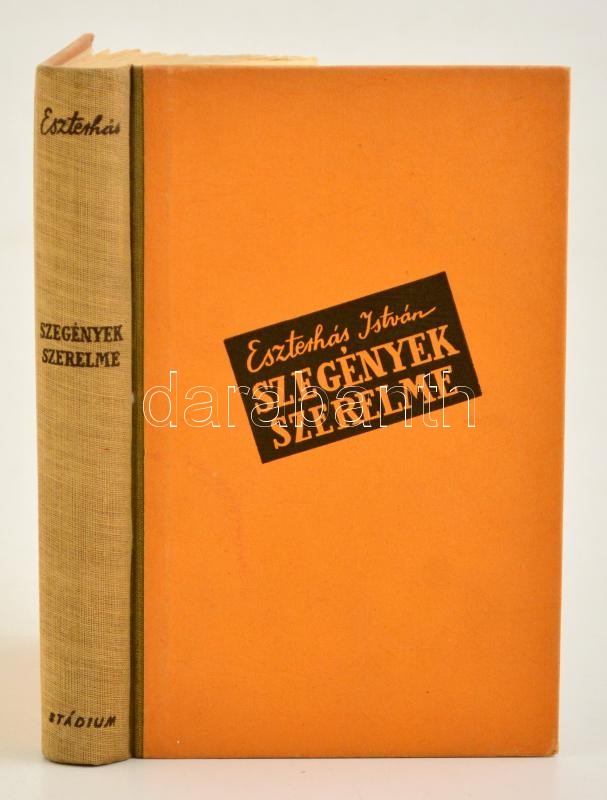 Eszterhás
SZEGÉNYEK
SZERELME
STÁDIUM
Eszterhás István
SZEGÉNYEK
SZERELME
darabanth